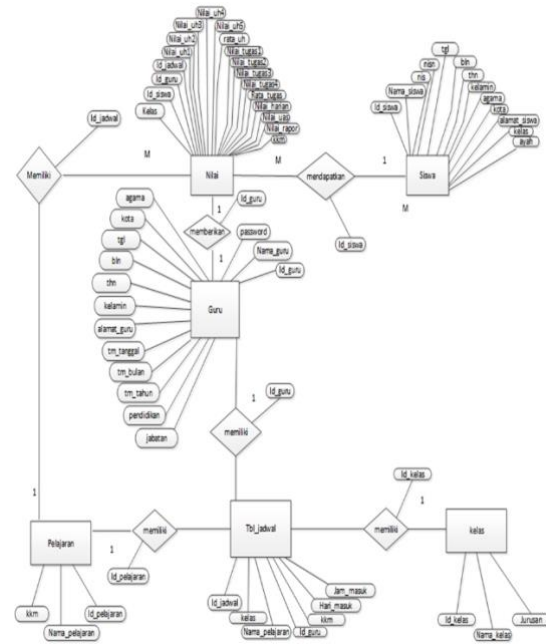 Nilai_uh4
Nilai_uh3
Nilai_uh5
Nilai_uh2
rata_uh
Nilai_uh1
Nilai_tugas1
Id_jadwal
Nilai_tugas2
Id_guru
Nilai_tugas3
Id_siswa
Nilai_tugas4
Kelas
Rata_tugas
Nilai_harian
Nilai_uas
Nilai_rapor
kkm
tgl
nisn
bln
nis
thn
Nama_siswa
kelamin
Id_siswa
agama
kota
alamat_siswa
kelas
ayah
Id_jadwal
Memiliki
M
Nilai
M
mendapatkan
1
Siswa
M
Id_siswa
1
Id_guru
memberikan
1
agama
kota
tgl
bln
thn
kelamin
alamat_guru
tm_tanggal
tm_bulan
tm_tahun
pendidikan
jabatan
password
Nama_guru
Id_guru
Guru
1
Id_guru
memiliki
Id_kelas
1
1
Pelajaran
1
memiliki
Tbl_jadwal
memiliki
kelas
Id_pelajaran
kkm
Nama_pelajaran
Id_pelajaran
Id_jadwal
kelas
Nama_pelajaran
Id_guru
kkm
Hari_masuk
Jam_masuk
Id_kelas
Nama_kelas
Jurusan